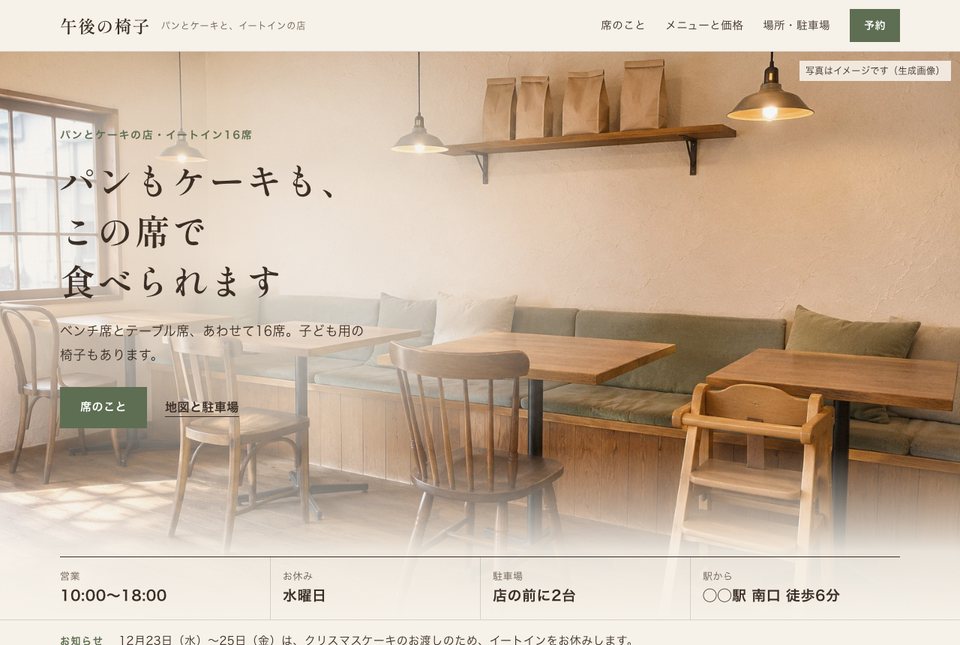 午後の椅子 パンとケーキと、イートインの店 席のこと メニューと価格 場所・駐車場 予約
写真はイメージです（生成画像）
パンとケーキの店・イートイン16席
パンもケーキも、
この席で
食べられます
ベンチ席とテーブル席、あわせて16席。子ども用の
椅子もあります。
席のこと 地図と駐車場
営業 お休み 駐車場 駅から
10:00〜18:00 水曜日 店の前に2台 〇〇駅 南口 徒歩6分
お知らせ 12月23日（水）〜25日（金）は、クリスマスケーキのお渡しのため、イートインをお休みします。